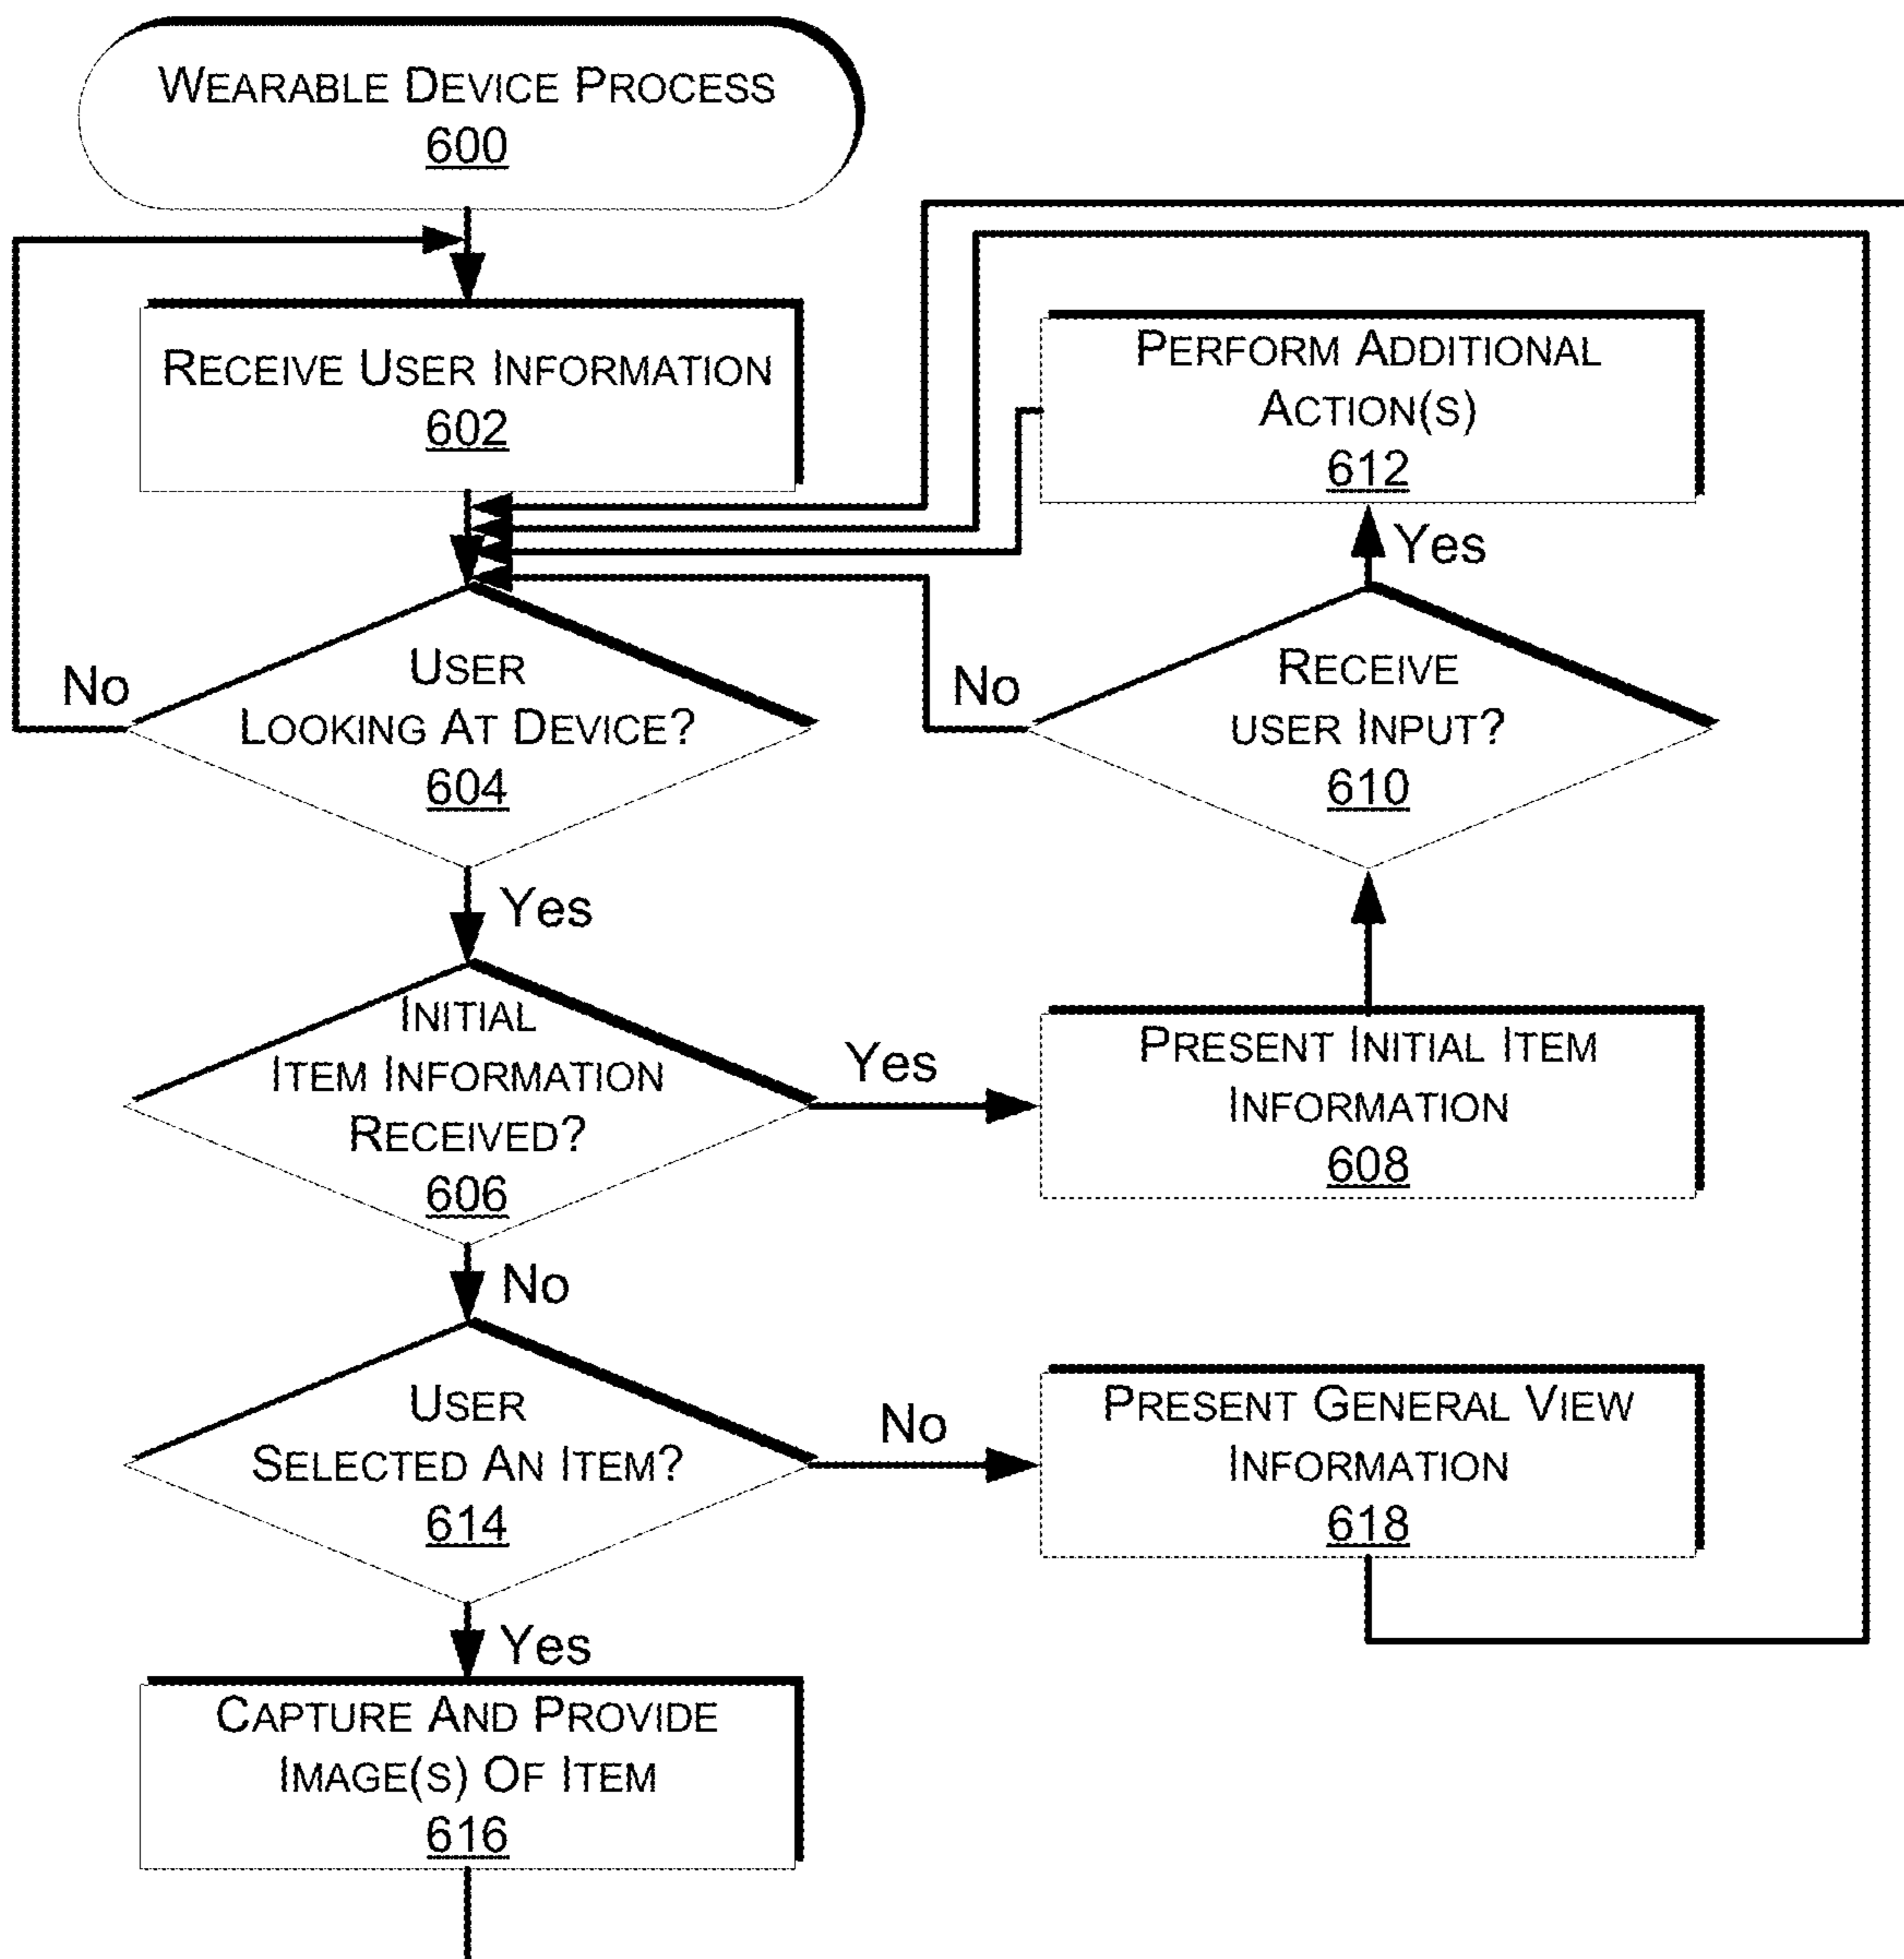 WEARABLE DEVICE PROCESS
600
RECEIVE USER INFORMATION
602
PERFORM ADDITIONAL
ACTION(S)
612
Yes
No
USER
LOOKING AT DEVICE?
604
No
RECEIVE
USER INPUT?
610
Yes
INITIAL
ITEM INFORMATION
RECEIVED?
606
Yes
PRESENT INITIAL ITEM
INFORMATION
608
No
USER
SELECTED AN ITEM?
614
No
PRESENT GENERAL VIEW
INFORMATION
618
Yes
CAPTURE AND PROVIDE
IMAGE(S) OF ITEM
616